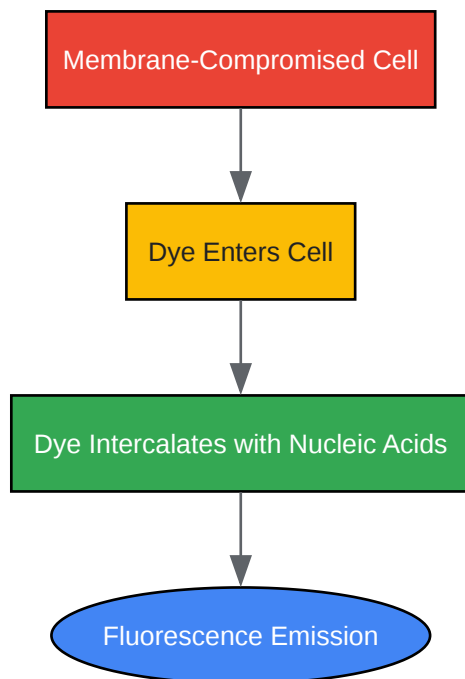 Membrane-Compromised Cell
Dye Enters Cell
Dye Intercalates with Nucleic Acids
Fluorescence Emission